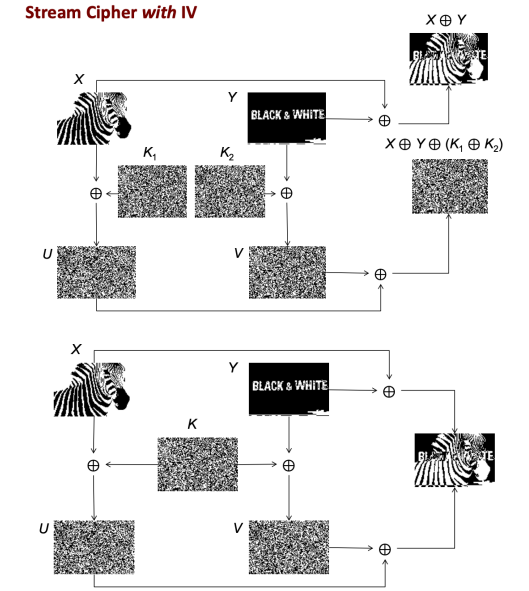 Stream Cipher with IV
X ⊕ Y
X
Y
BLACK & WHITE
X ⊕ Y ⊕ (K₁ ⊕ K₂)
K₁
K₂
U
V
X
Y
BLACK & WHITE
K
U
V